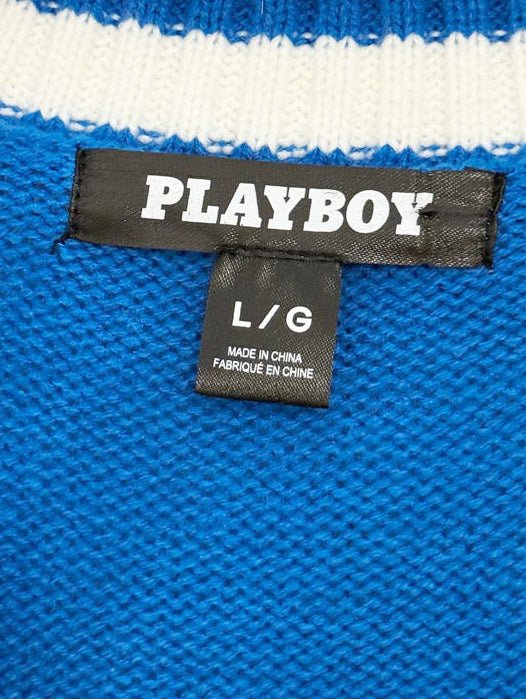 PLAYBOY
L / G
MADE IN CHINA
FABRIQUÉ EN CHINE